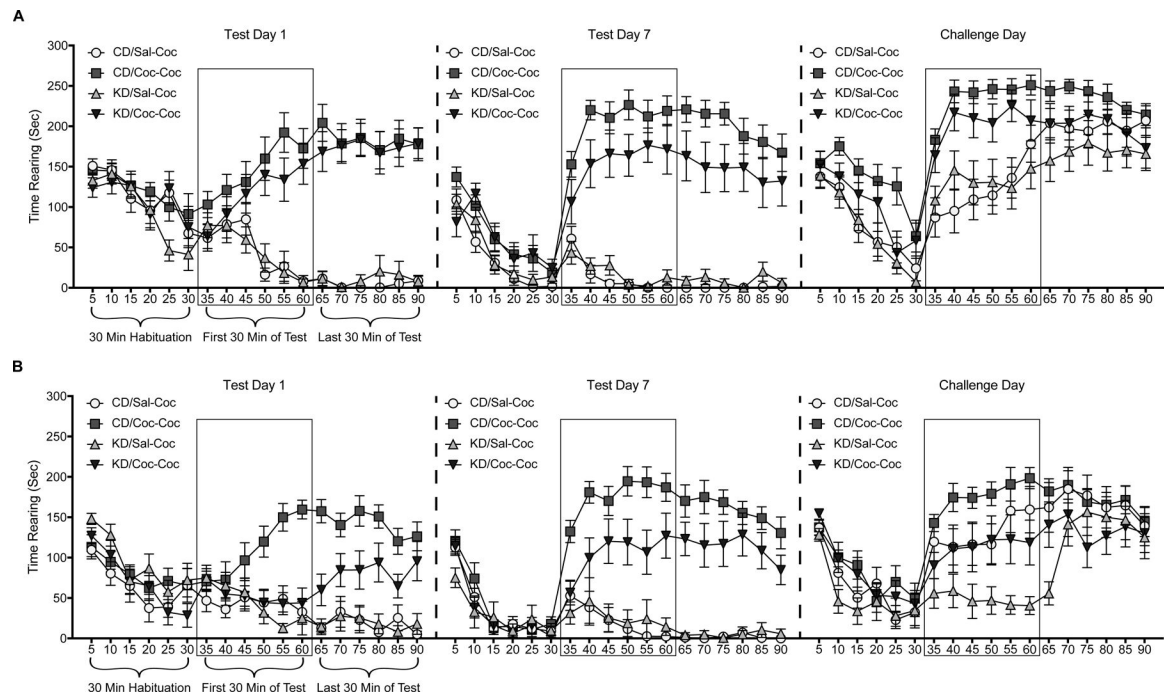 A
Test Day 1
Test Day 7
Challenge Day
CD/Sal-Coc
CD/Coc-Coc
KD/Sal-Coc
KD/Coc-Coc
CD/Sal-Coc
CD/Coc-Coc
KD/Sal-Coc
KD/Coc-Coc
CD/Sal-Coc
CD/Coc-Coc
KD/Sal-Coc
KD/Coc-Coc
Time Rearing (Sec)
300
250
200
150
100
50
0
5 10 15 20 25 30 35 40 45 50 55 60 65 70 75 80 85 90
5 10 15 20 25 30 35 40 45 50 55 60 65 70 75 80 85 90
5 10 15 20 25 30 35 40 45 50 55 60 65 70 75 80 85 90
30 Min Habituation First 30 Min of Test Last 30 Min of Test
B
Test Day 1
Test Day 7
Challenge Day
CD/Sal-Coc
CD/Coc-Coc
KD/Sal-Coc
KD/Coc-Coc
CD/Sal-Coc
CD/Coc-Coc
KD/Sal-Coc
KD/Coc-Coc
CD/Sal-Coc
CD/Coc-Coc
KD/Sal-Coc
KD/Coc-Coc
Time Rearing (Sec)
300
250
200
150
100
50
0
5 10 15 20 25 30 35 40 45 50 55 60 65 70 75 80 85 90
5 10 15 20 25 30 35 40 45 50 55 60 65 70 75 80 85 90
5 10 15 20 25 30 35 40 45 50 55 60 65 70 75 80 85 90
30 Min Habituation First 30 Min of Test Last 30 Min of Test